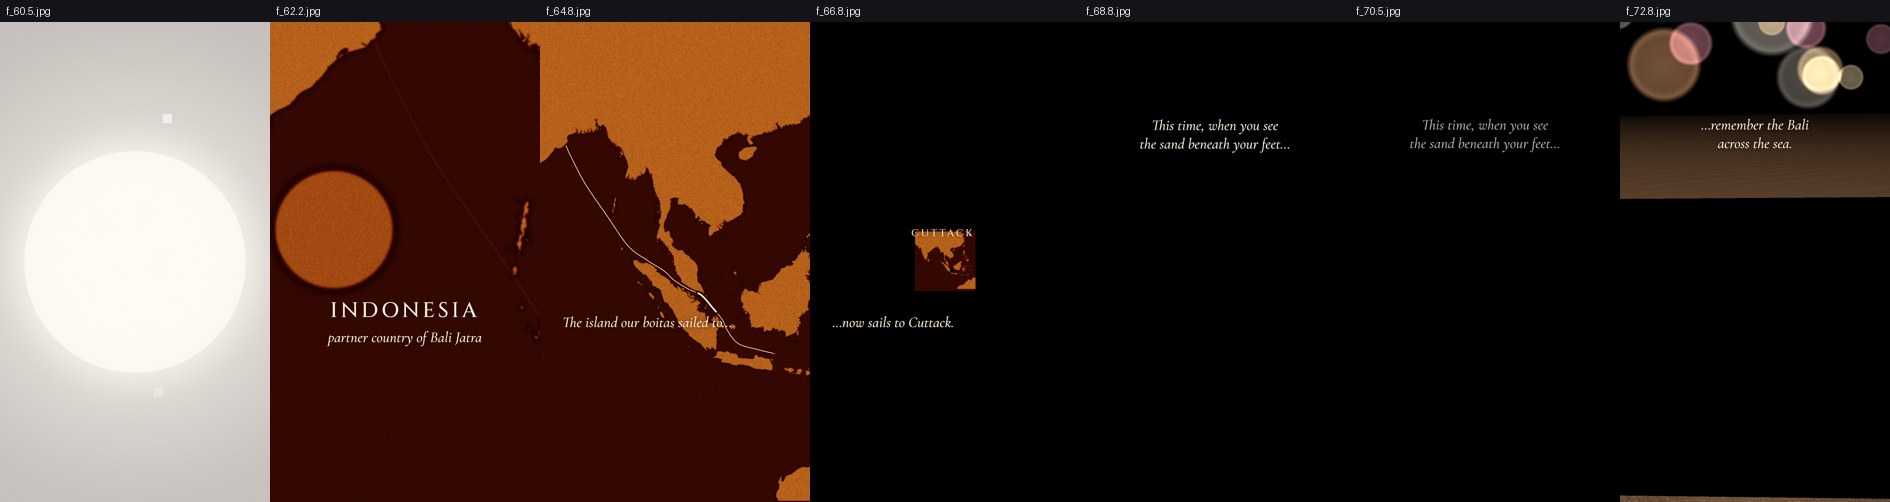 f_60.5.jpg
f_62.2.jpg
f_64.8.jpg
f_66.8.jpg
f_68.8.jpg
f_70.5.jpg
f_72.8.jpg
INDONESIA
partner country of Bali Jatra
The island our boitas sailed to...
CUTTACK
...now sails to Cuttack.
This time, when you see
the sand beneath your feet...
This time, when you see
the sand beneath your feet...
...remember the Bali
across the sea.